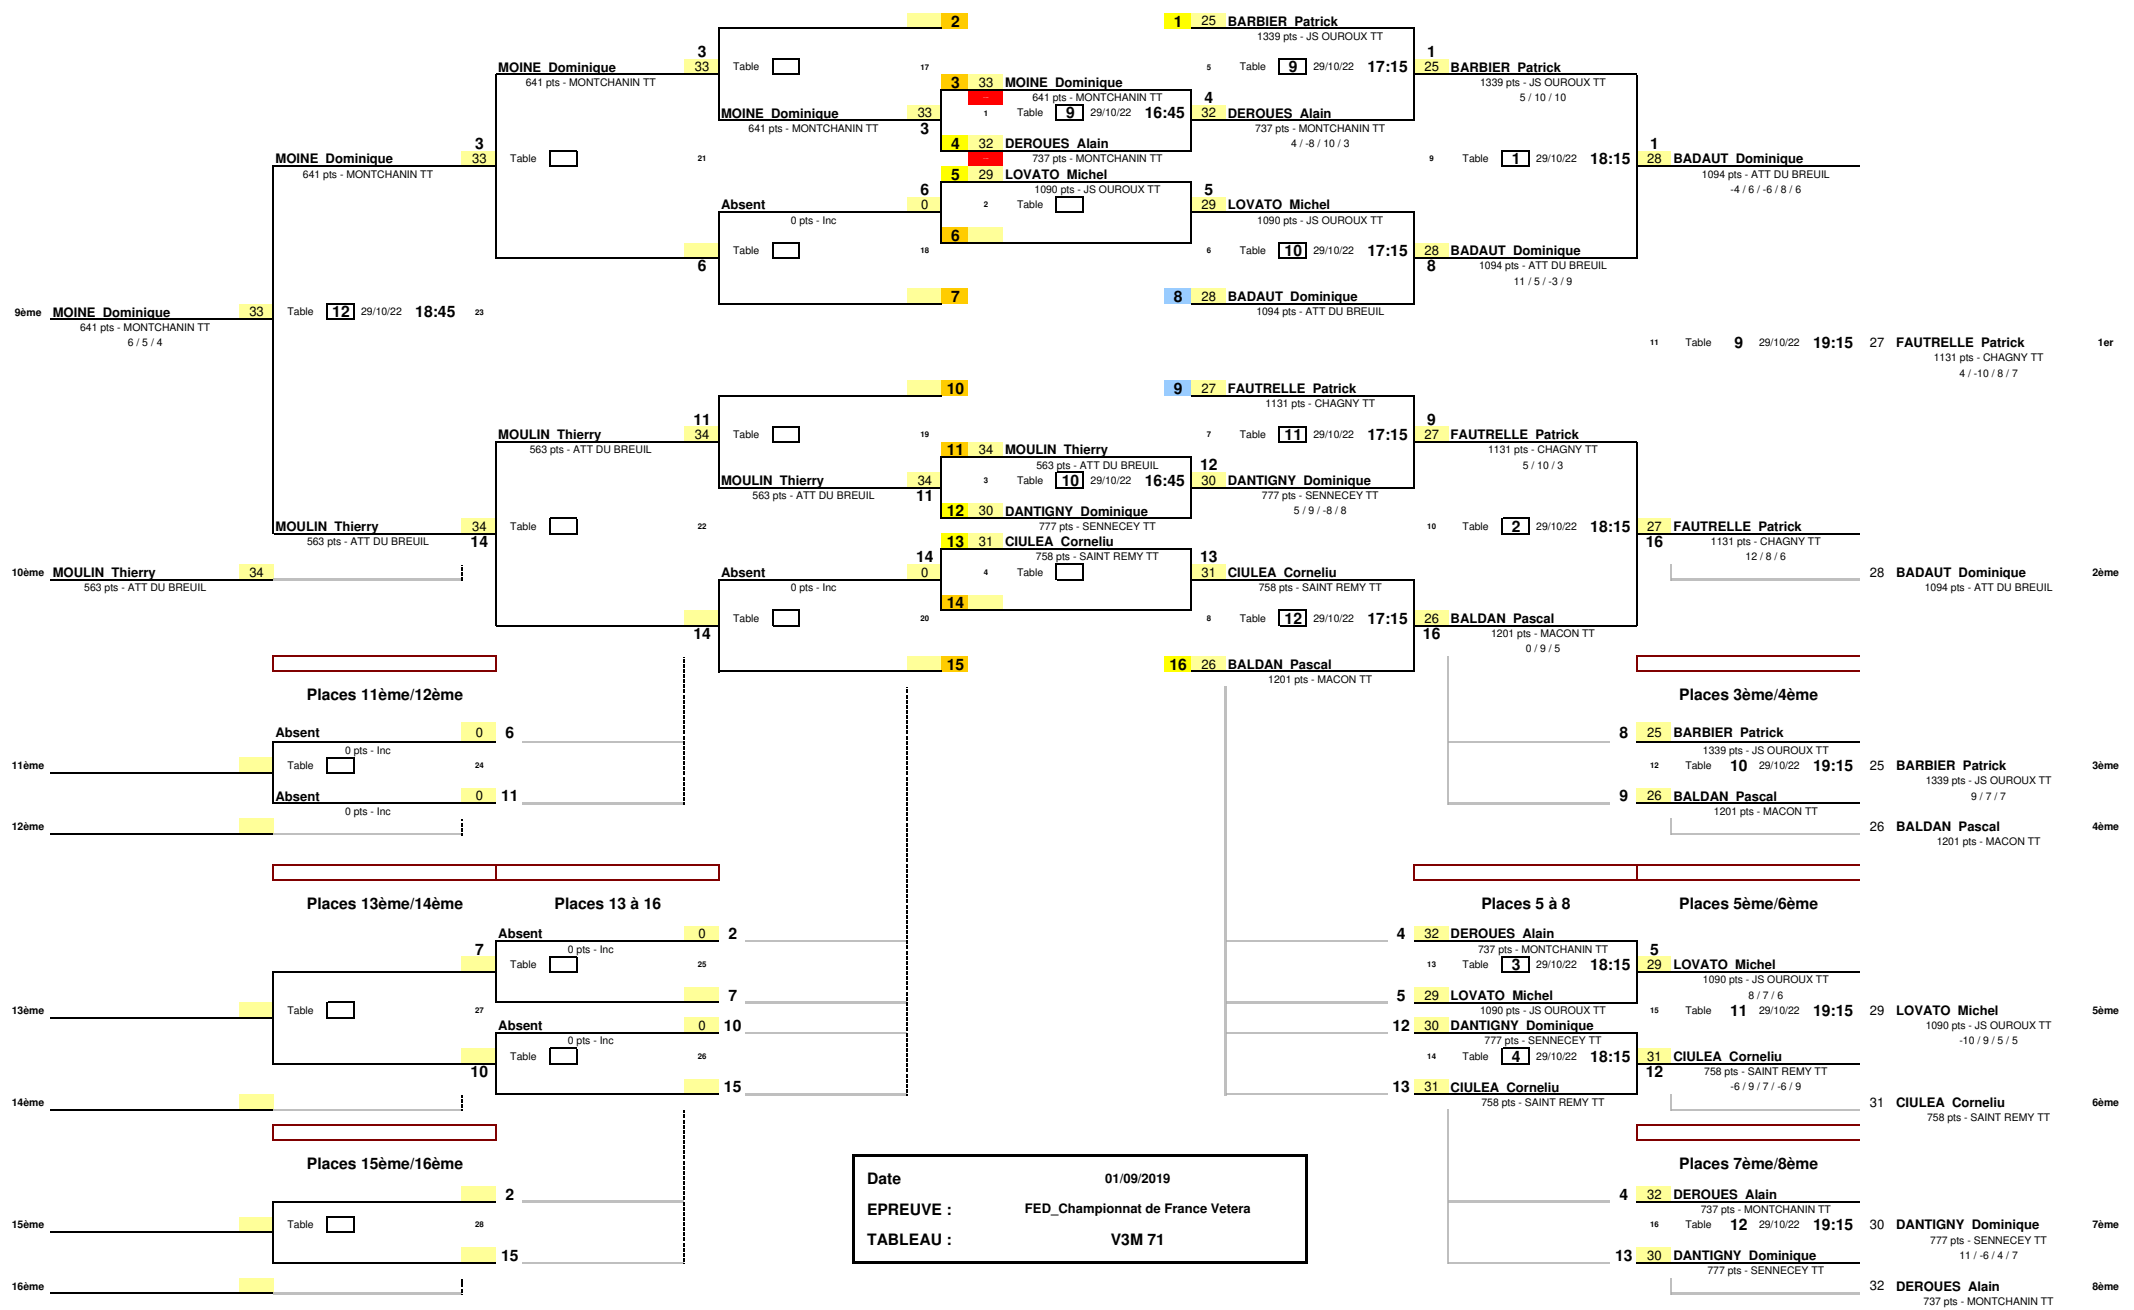 2 1 25 BARBIER Patrick
1339 pts - JS OUROUX TT
3 1
MOINE Dominique 33 Table 17 5 Table 9 29/10/22 17:15 25 BARBIER Patrick
641 pts - MONTCHANIN TT 3 33 MOINE Dominique 1339 pts - JS OUROUX TT
641 pts - MONTCHANIN TT 4 5 / 10 / 10
MOINE Dominique 33 1 Table 9 29/10/22 16:45 32 DEROUES Alain
641 pts - MONTCHANIN TT 3 737 pts - MONTCHANIN TT
3 4 32 DEROUES Alain 4 / -8 / 10 / 3 1
MOINE Dominique 33 Table 21 737 pts - MONTCHANIN TT 9 Table 1 29/10/22 18:15 28 BADAUT Dominique
641 pts - MONTCHANIN TT 5 29 LOVATO Michel 1094 pts - ATT DU BREUIL
6 1090 pts - JS OUROUX TT 5 -4 / 6 / -6 / 8 / 6
Absent 0 2 Table 29 LOVATO Michel
0 pts - Inc 1090 pts - JS OUROUX TT
6
Table 18 6 Table 10 29/10/22 17:15 28 BADAUT Dominique
6 8 1094 pts - ATT DU BREUIL
11 / 5 / -3 / 9
7 8 28 BADAUT Dominique
9ème MOINE Dominique 33 Table 12 29/10/22 18:45 23 1094 pts - ATT DU BREUIL
641 pts - MONTCHANIN TT
6 / 5 / 4 11 Table 9 29/10/22 19:15 27 FAUTRELLE Patrick 1er
1131 pts - CHAGNY TT
4 / -10 / 8 / 7
10 9 27 FAUTRELLE Patrick
1131 pts - CHAGNY TT
11 9
MOULIN Thierry 34 Table 19 7 Table 11 29/10/22 17:15 27 FAUTRELLE Patrick
563 pts - ATT DU BREUIL 11 34 MOULIN Thierry 1131 pts - CHAGNY TT
563 pts - ATT DU BREUIL 12 5 / 10 / 3
MOULIN Thierry 34 3 Table 10 29/10/22 16:45 30 DANTIGNY Dominique
563 pts - ATT DU BREUIL 11 777 pts - SENNECEY TT
12 30 DANTIGNY Dominique 5 / 9 / -8 / 8
MOULIN Thierry 34 Table 22 777 pts - SENNECEY TT 10 Table 2 29/10/22 18:15 27 FAUTRELLE Patrick
563 pts - ATT DU BREUIL 14 13 31 CIULEA Corneliu 16 1131 pts - CHAGNY TT
14 758 pts - SAINT REMY TT 13 12 / 8 / 6
10ème MOULIN Thierry 34 Absent 0 4 Table 31 CIULEA Corneliu 28 BADAUT Dominique 2ème
563 pts - ATT DU BREUIL 0 pts - Inc 758 pts - SAINT REMY TT 1094 pts - ATT DU BREUIL
14
Table 20 8 Table 12 29/10/22 17:15 26 BALDAN Pascal
14 16 1201 pts - MACON TT
0 / 9 / 5
15 16 26 BALDAN Pascal
1201 pts - MACON TT
Places 11ème/12ème Places 3ème/4ème
Absent 0 6 8 25 BARBIER Patrick
0 pts - Inc 1339 pts - JS OUROUX TT
11ème Table 24 12 Table 10 29/10/22 19:15 25 BARBIER Patrick 3ème
1339 pts - JS OUROUX TT
Absent 0 11 9 26 BALDAN Pascal 9 / 7 / 7
0 pts - Inc 1201 pts - MACON TT
12ème 26 BALDAN Pascal 4ème
1201 pts - MACON TT
Places 13ème/14ème Places 13 à 16 Places 5 à 8 Places 5ème/6ème
Absent 0 2 4 32 DEROUES Alain
7 0 pts - Inc 737 pts - MONTCHANIN TT 5
Table 25 13 Table 3 29/10/22 18:15 29 LOVATO Michel
1090 pts - JS OUROUX TT
7 5 29 LOVATO Michel 8 / 7 / 6
13ème Table 27 1090 pts - JS OUROUX TT 15 Table 11 29/10/22 19:15 29 LOVATO Michel 5ème
Absent 0 10 12 30 DANTIGNY Dominique 1090 pts - JS OUROUX TT
0 pts - Inc 777 pts - SENNECEY TT -10 / 9 / 5 / 5
Table 26 14 Table 4 29/10/22 18:15 31 CIULEA Corneliu
10 12 758 pts - SAINT REMY TT
15 13 31 CIULEA Corneliu -6 / 9 / 7 / -6 / 9
14ème 758 pts - SAINT REMY TT 31 CIULEA Corneliu 6ème
758 pts - SAINT REMY TT
Places 15ème/16ème Places 7ème/8ème
Date 01/09/2019
2 4 32 DEROUES Alain
EPREUVE : FED_Championnat de France Vetera 737 pts - MONTCHANIN TT
15ème Table 28 16 Table 12 29/10/22 19:15 30 DANTIGNY Dominique 7ème
TABLEAU : V3M 71 777 pts - SENNECEY TT
15 13 30 DANTIGNY Dominique 11 / -6 / 4 / 7
777 pts - SENNECEY TT
16ème 32 DEROUES Alain 8ème
737 pts - MONTCHANIN TT